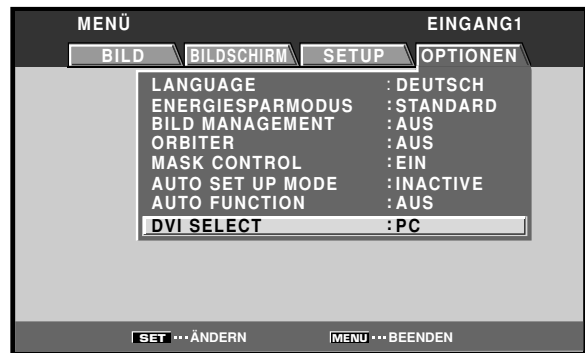 MENÜ EINGANG1
BILD BILDSCHIRM SETUP OPTIONEN
LANGUAGE :DEUTSCH
ENERGIESPARMODUS :STANDARD
BILD MANAGEMENT :AUS
ORBITER :AUS
MASK CONTROL :EIN
AUTO SET UP MODE :INACTIVE
AUTO FUNCTION :AUS
DVI SELECT :PC
SET ···ÄNDERN MENU ···BEENDEN